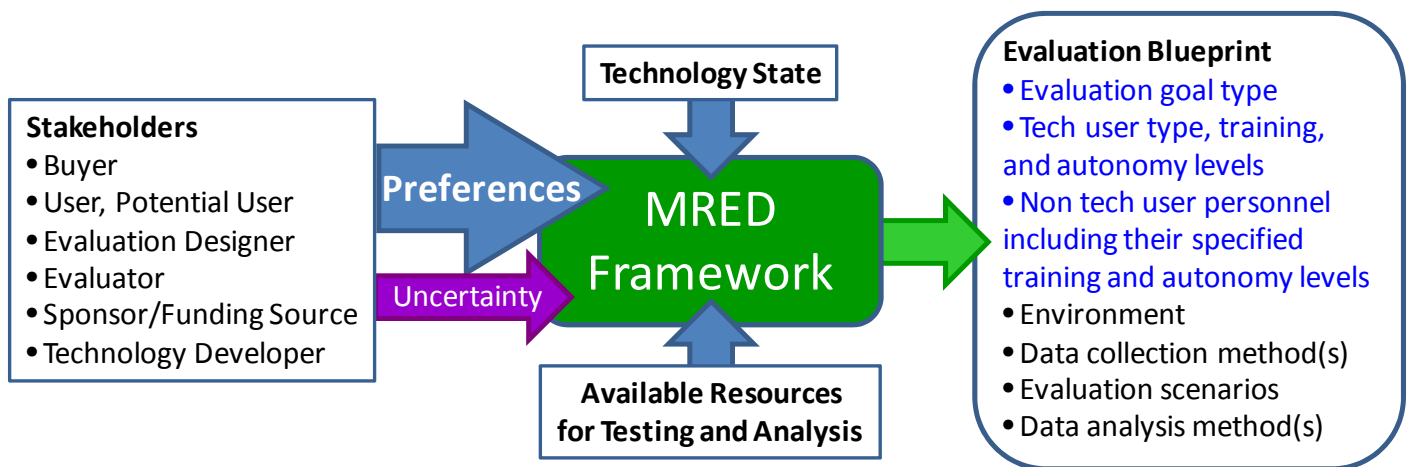 Stakeholders
• Buyer
• User, Potential User
• Evaluation Designer
• Evaluator
• Sponsor/Funding Source
• Technology Developer
Preferences
Uncertainty
Technology State
MRED
Framework
Available Resources
for Testing and Analysis
Evaluation Blueprint
• Evaluation goal type
• Tech user type, training,
and autonomy levels
• Non tech user personnel
including their specified
training and autonomy levels
• Environment
• Data collection method(s)
• Evaluation scenarios
• Data analysis method(s)